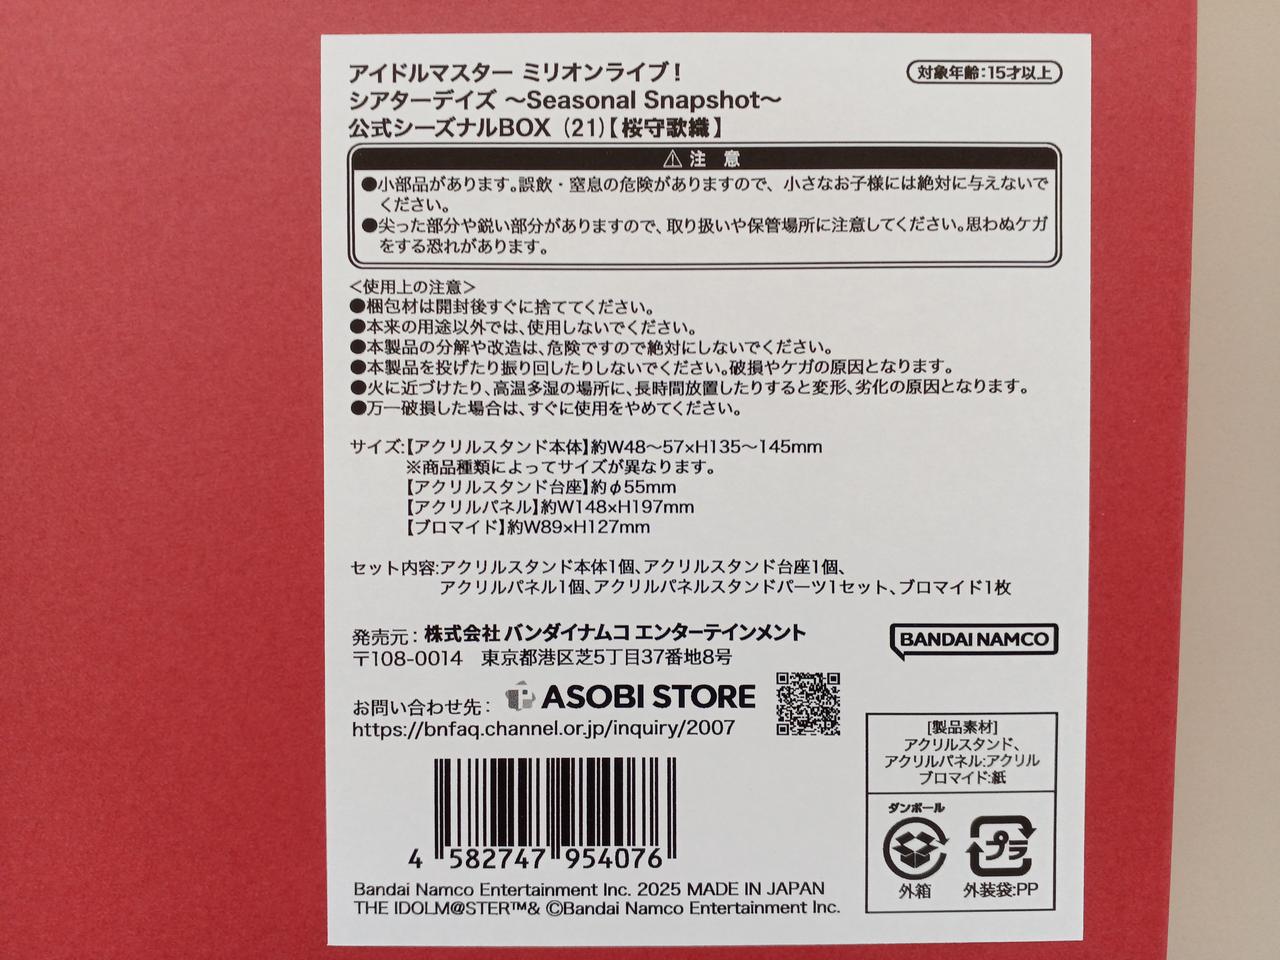 アイドルマスター ミリオンライブ！
シアターデイズ ～Seasonal Snapshot～
公式シーズナルBOX（21）【桜守歌織】
対象年齢：15才以上
⚠注 意
●小部品があります。誤飲・窒息の危険がありますので、小さなお子様には絶対に与えないで
ください。
●尖った部分や鋭い部分がありますので、取り扱いや保管場所に注意してください。思わぬケガ
をする恐れがあります。
＜使用上の注意＞
●梱包材は開封後すぐに捨ててください。
●本来の用途以外では、使用しないでください。
●本製品の分解や改造は、危険ですので絶対にしないでください。
●本製品を投げたり振り回したりしないでください。破損やケガの原因となります。
●火に近づけたり、高温多湿の場所に、長時間放置したりすると変形、劣化の原因となります。
●万一破損した場合は、すぐに使用をやめてください。
サイズ:【アクリルスタンド本体】約W48～57×H135～145mm
※商品種類によってサイズが異なります。
【アクリルスタンド台座】約φ55mm
【アクリルパネル】約W148×H197mm
【ブロマイド】約W89×H127mm
セット内容:アクリルスタンド本体1個、アクリルスタンド台座1個、
アクリルパネル1個、アクリルパネルスタンドパーツ1セット、ブロマイド1枚
発売元：株式会社バンダイナムコエンターテインメント
〒108-0014 東京都港区芝5丁目37番地8号
BANDAI NAMCO
お問い合わせ先： ASOBI STORE
https://bnfaq.channel.or.jp/inquiry/2007
[製品素材]
アクリルスタンド、
アクリルパネル:アクリル
ブロマイド:紙
ダンボール
プラ
外箱
外装袋:PP
4 582747 954076
Bandai Namco Entertainment Inc. 2025 MADE IN JAPAN
THE IDOLM@STER™& ©Bandai Namco Entertainment Inc.